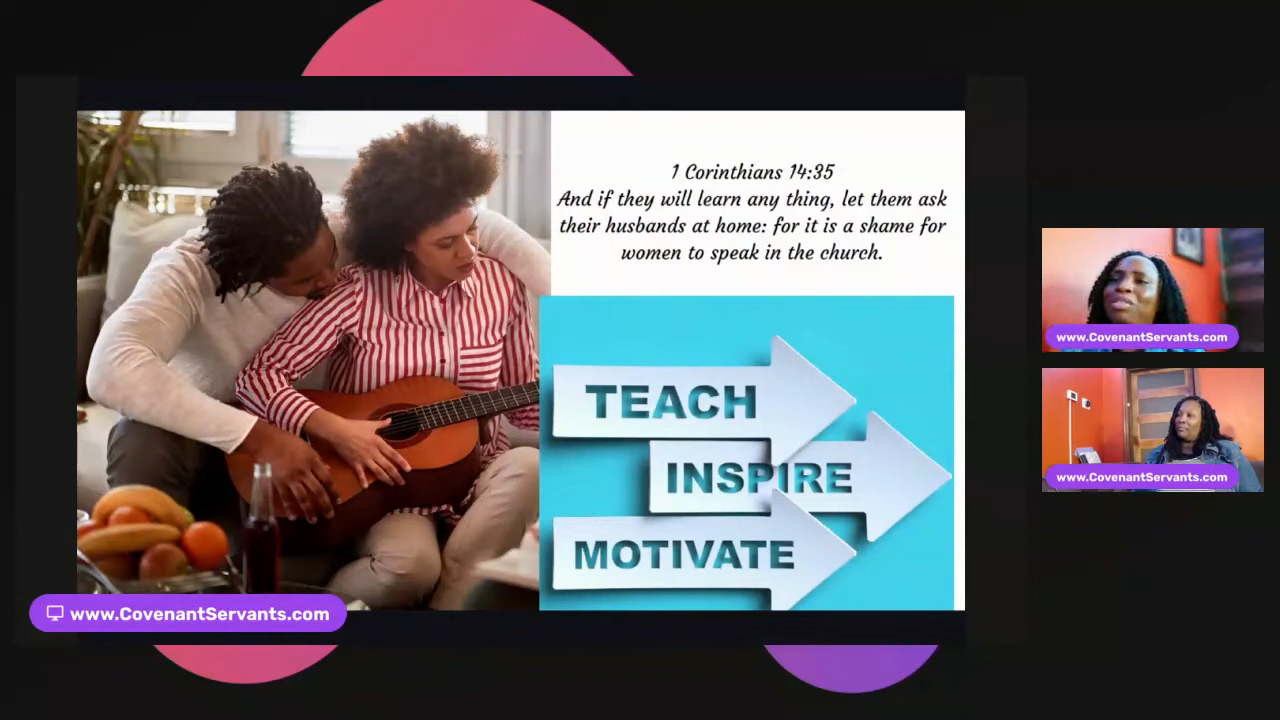 1 Corinthians 14:35
And if they will learn any thing, let them ask
their husbands at home: for it is a shame for
women to speak in the church.
TEACH
INSPIRE
MOTIVATE
www.CovenantServants.com
www.CovenantServants.com
www.CovenantServants.com